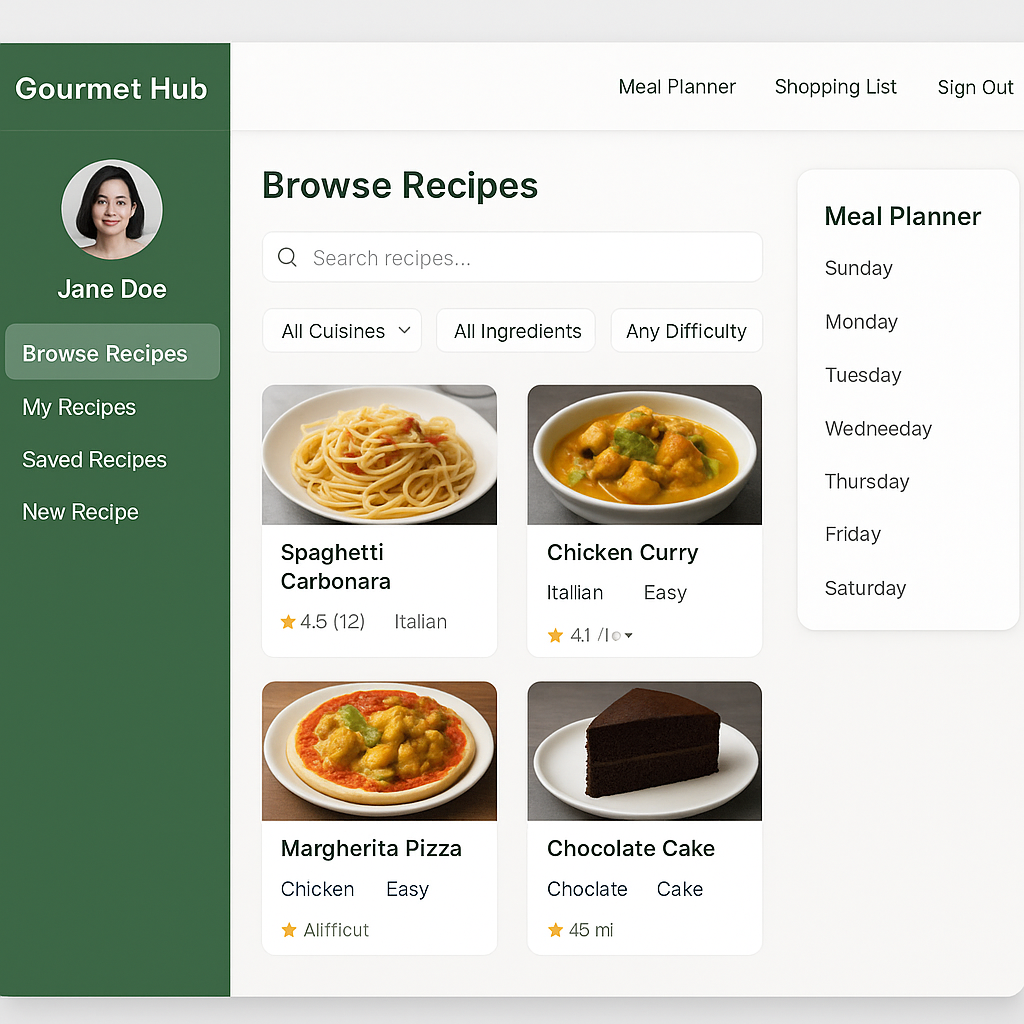 Gourmet Hub
Meal Planner
Shopping List
Sign Out
Jane Doe
Browse Recipes
My Recipes
Saved Recipes
New Recipe
Browse Recipes
Search recipes...
All Cuisines
All Ingredients
Any Difficulty
Spaghetti
Carbonara
4.5 (12) Italian
Chicken Curry
Itallian Easy
4.1
Margherita Pizza
Chicken Easy
Alifficut
Chocolate Cake
Choclate Cake
45 mi
Meal Planner
Sunday
Monday
Tuesday
Wedneeday
Thursday
Friday
Saturday